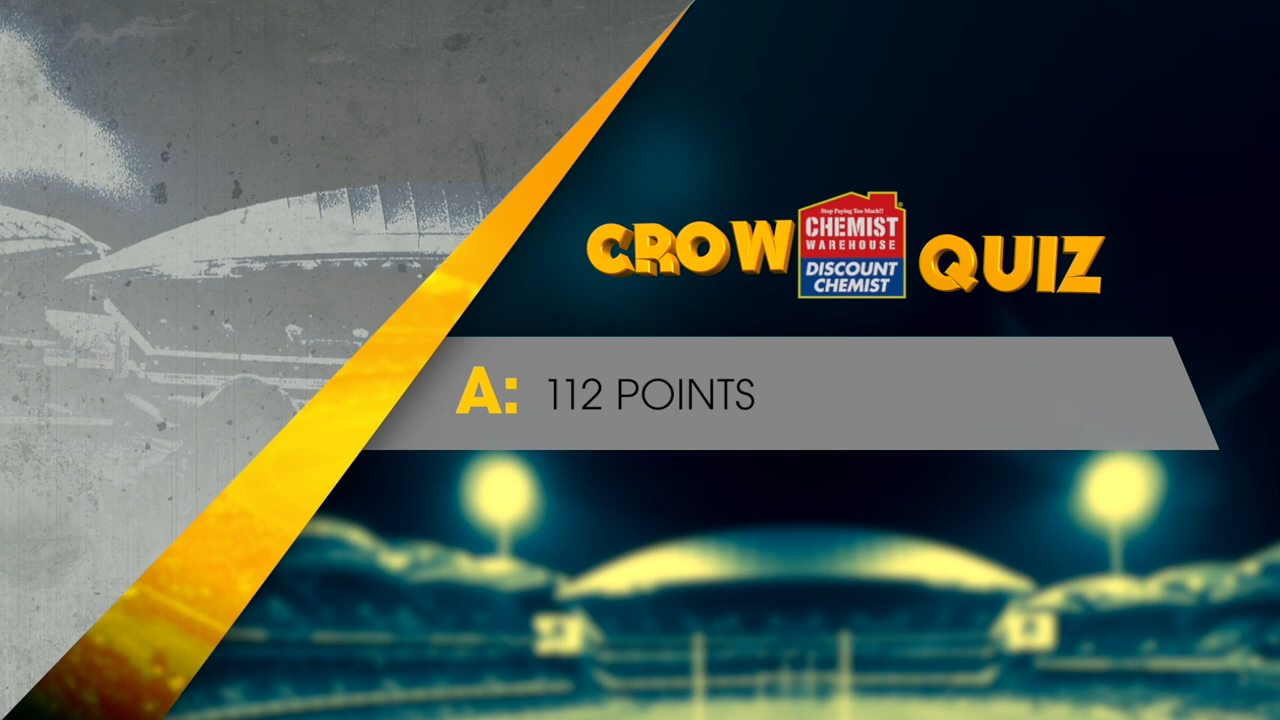 CROW
Stop Paying Too Much!!
CHEMIST
WAREHOUSE
DISCOUNT
CHEMIST
QUIZ
A: 112 POINTS